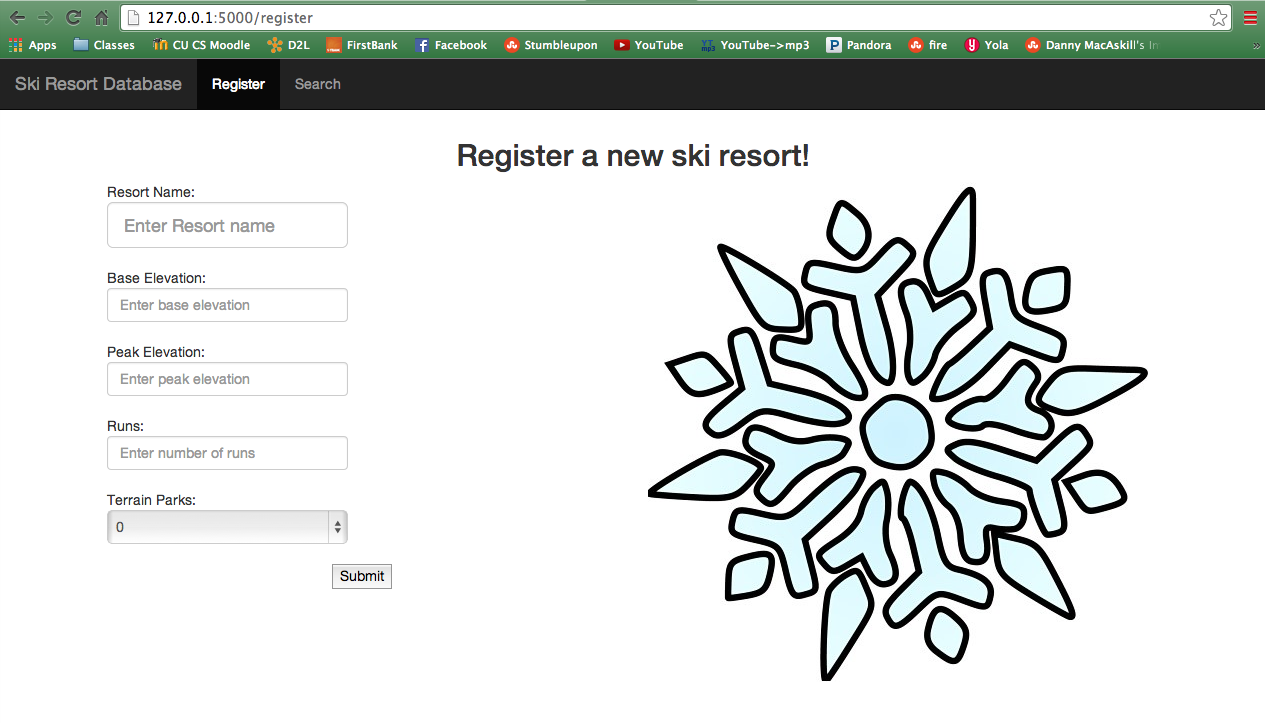 127.0.0.1:5000/register
Apps Classes CU CS Moodle D2L FirstBank Facebook Stumbleupon YouTube YouTube->mp3 Pandora fire Yola Danny MacAskill's In »
Ski Resort Database Register Search
Register a new ski resort!
Resort Name:
Enter Resort name
Base Elevation:
Enter base elevation
Peak Elevation:
Enter peak elevation
Runs:
Enter number of runs
Terrain Parks:
0
Submit